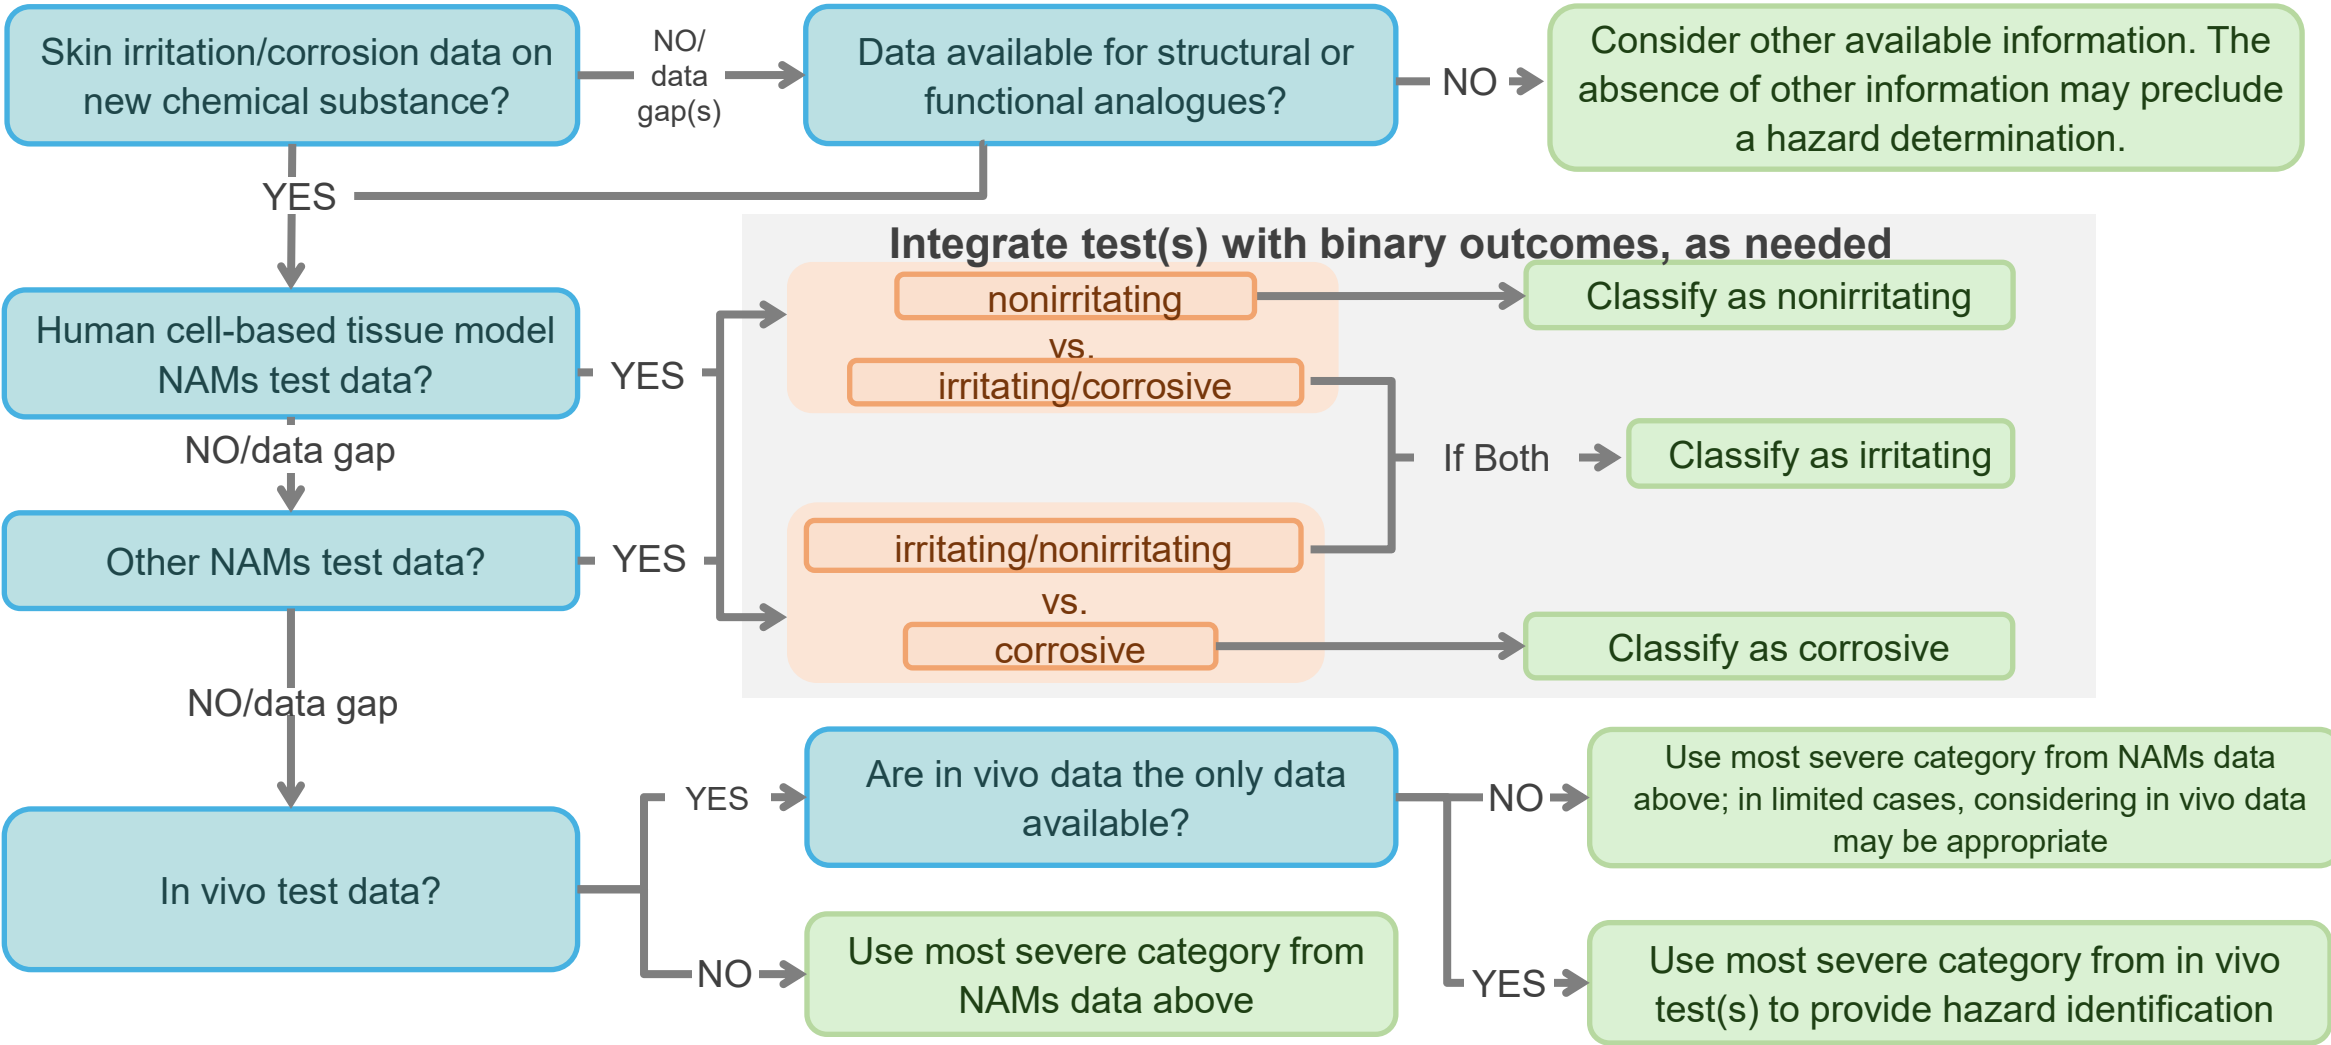 Skin irritation/corrosion data on
new chemical substance?
NO/
data
gap(s)
Data available for structural or
functional analogues?
NO
Consider other available information. The
absence of other information may preclude
a hazard determination.
YES
Integrate test(s) with binary outcomes, as needed
Human cell-based tissue model
NAMs test data?
YES
nonirritating
vs.
irritating/corrosive
Classify as nonirritating
NO/data gap
If Both
Classify as irritating
Other NAMs test data?
YES
irritating/nonirritating
vs.
corrosive
Classify as corrosive
NO/data gap
In vivo test data?
YES
Are in vivo data the only data
available?
NO
Use most severe category from NAMs data
above; in limited cases, considering in vivo data
may be appropriate
NO
Use most severe category from
NAMs data above
YES
Use most severe category from in vivo
test(s) to provide hazard identification